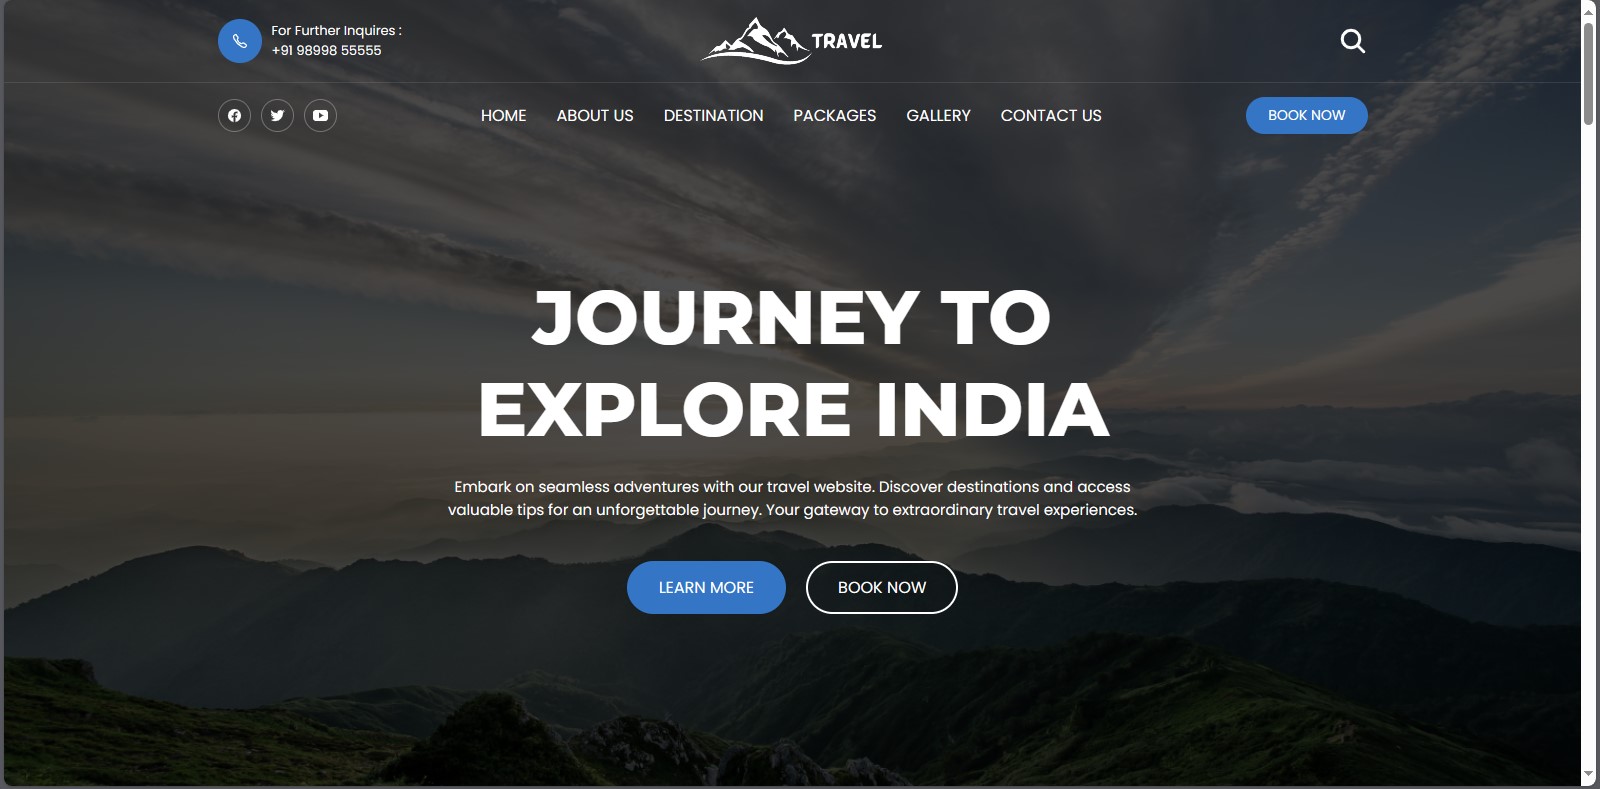 For Further Inquires :
+91 98998 55555
TRAVEL
HOME ABOUT US DESTINATION PACKAGES GALLERY CONTACT US
BOOK NOW
JOURNEY TO
EXPLORE INDIA
Embark on seamless adventures with our travel website. Discover destinations and access
valuable tips for an unforgettable journey. Your gateway to extraordinary travel experiences.
LEARN MORE
BOOK NOW